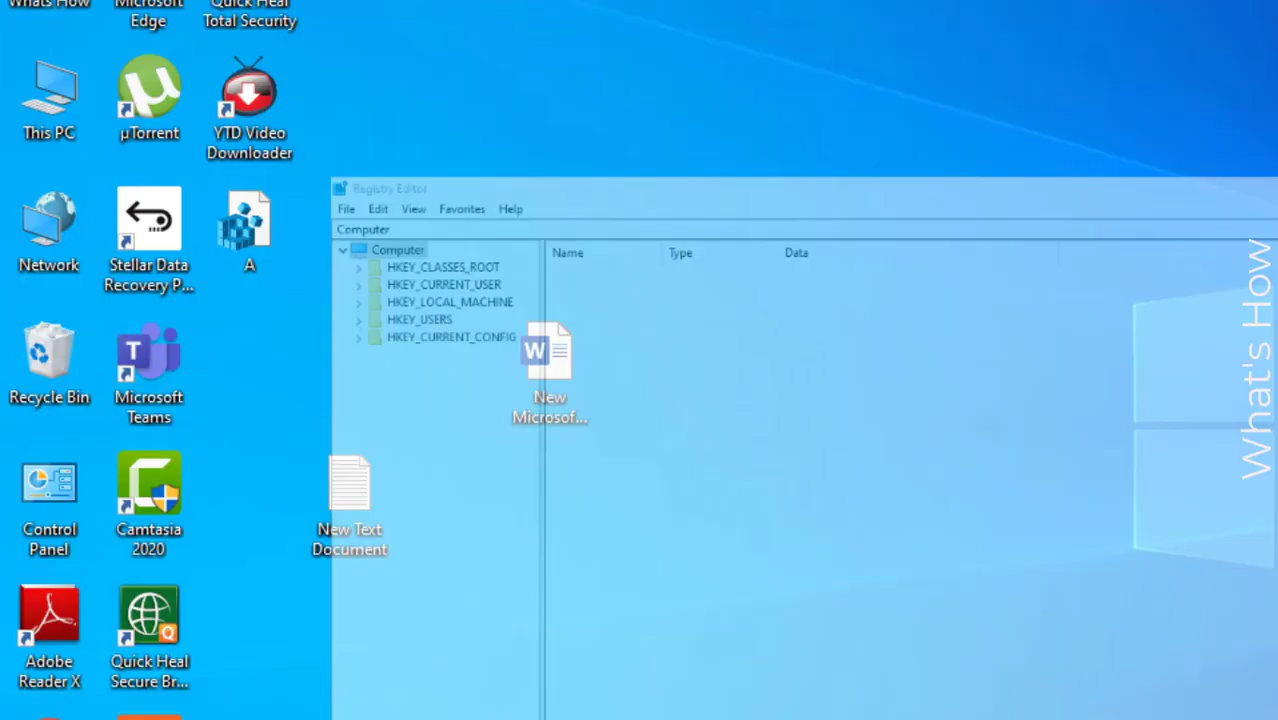 Whats How
Microsoft
Edge
Quick Heal
Total Security
This PC
µTorrent
YTD Video
Downloader
Network
Stellar Data
Recovery P...
A
Recycle Bin
Microsoft
Teams
Control
Panel
Camtasia
2020
Adobe
Reader X
Quick Heal
Secure Br...
New Text
Document
New
Microsof...
Registry Editor
File Edit View Favorites Help
Computer
Computer
HKEY_CLASSES_ROOT
HKEY_CURRENT_USER
HKEY_LOCAL_MACHINE
HKEY_USERS
HKEY_CURRENT_CONFIG
Name Type Data
What's How